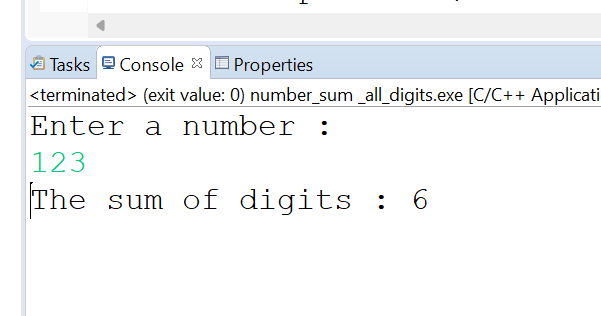 Tasks Console Properties
<terminated> (exit value: 0) number_sum _all_digits.exe [C/C++ Applicati
Enter a number :
123
The sum of digits : 6